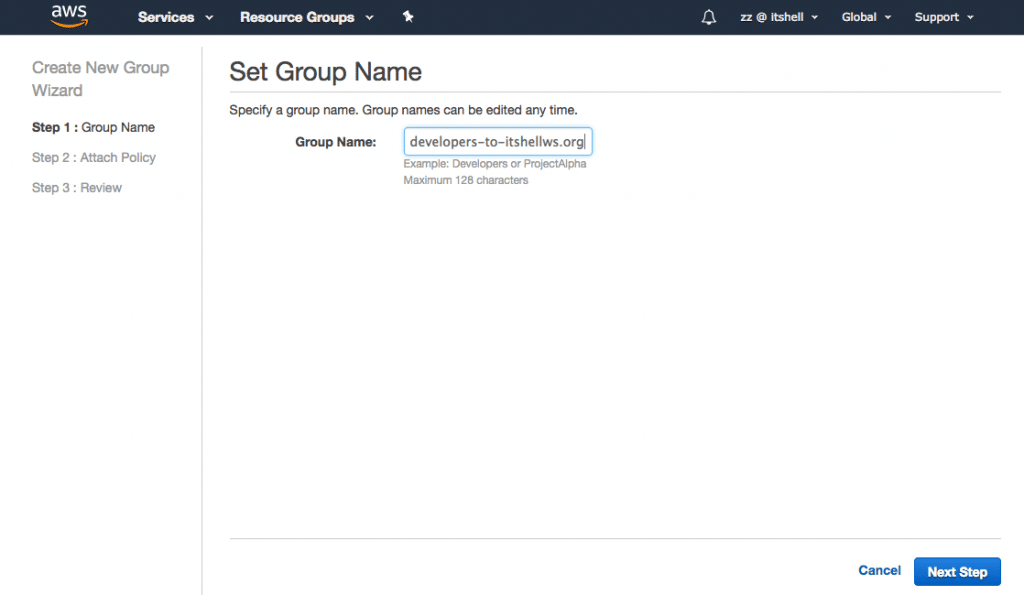 aws Services Resource Groups zz @ itshell Global Support
Create New Group
Wizard
Step 1 : Group Name
Step 2 : Attach Policy
Step 3 : Review
Set Group Name
Specify a group name. Group names can be edited any time.
Group Name: developers-to-itshellws.org
Example: Developers or ProjectAlpha
Maximum 128 characters
Cancel Next Step